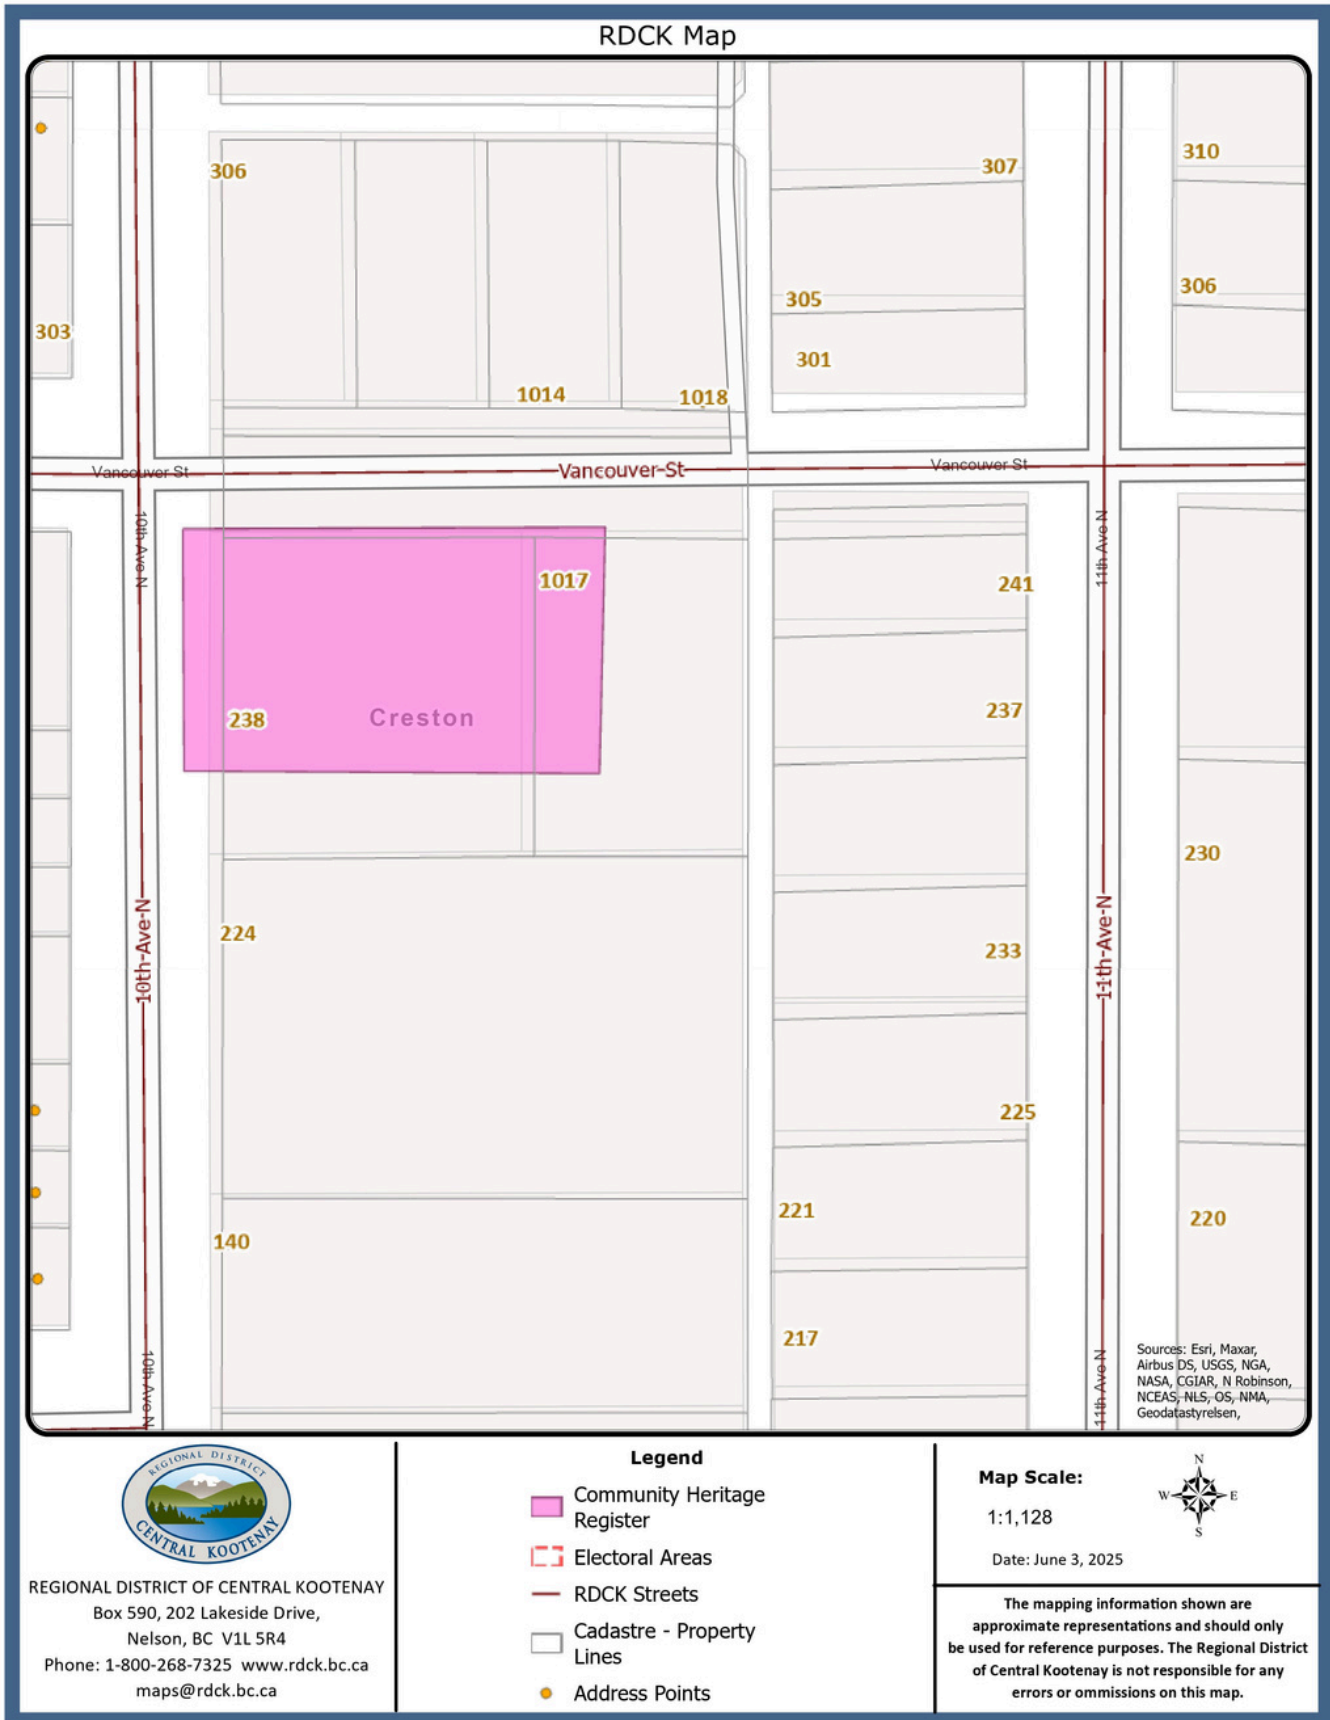 RDCK Map
306
307
310
305
306
303
301
1014
1018
Vancouver St
Vancouver St
Vancouver St
10th Ave N
11th Ave N
1017
241
237
238
Creston
230
224
233
10th Ave N
11th Ave N
225
221
220
140
217
10th Ave N
11th Ave N
Sources: Esri, Maxar,
Airbus DS, USGS, NGA,
NASA, CGIAR, N Robinson,
NCEAS, NLS, OS, NMA,
Geodatastyrelsen,
REGIONAL DISTRICT
CENTRAL KOOTENAY
REGIONAL DISTRICT OF CENTRAL KOOTENAY
Box 590, 202 Lakeside Drive,
Nelson, BC V1L 5R4
Phone: 1-800-268-7325 www.rdck.bc.ca
maps@rdck.bc.ca
Legend
Community Heritage
Register
Electoral Areas
RDCK Streets
Cadastre - Property
Lines
Address Points
Map Scale:
1:1,128
Date: June 3, 2025
N
W
E
S
The mapping information shown are
approximate representations and should only
be used for reference purposes. The Regional District
of Central Kootenay is not responsible for any
errors or ommissions on this map.